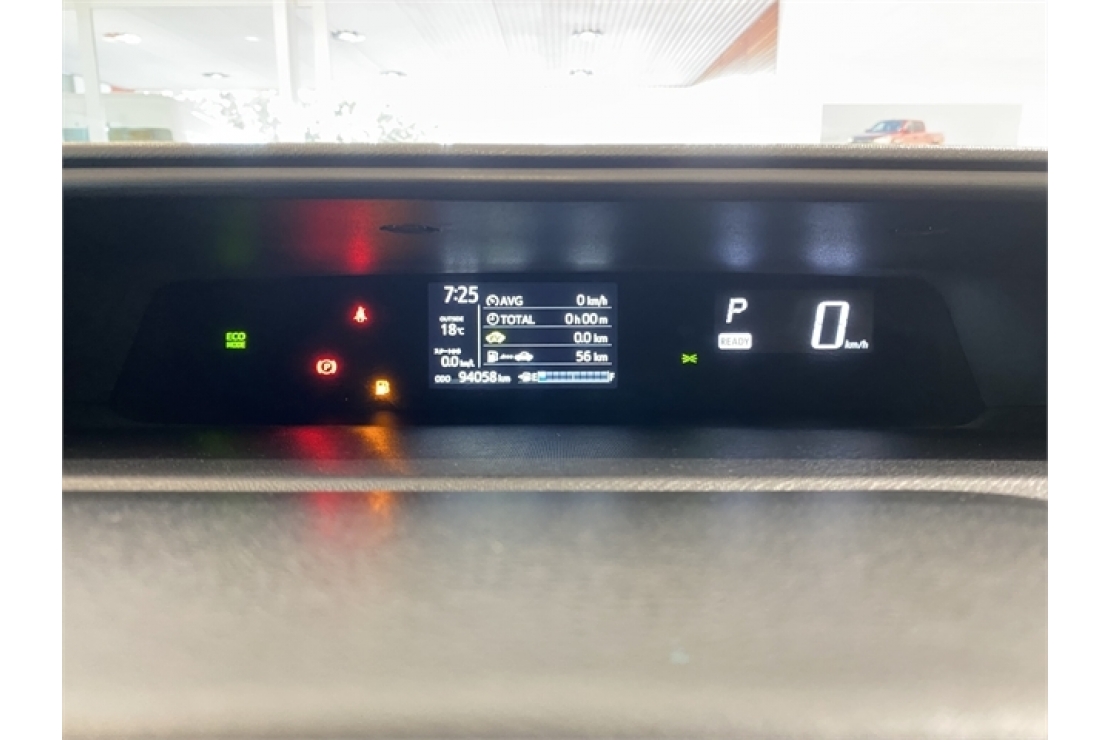 7:25
AVG 0 km/h
TOTAL 0 h 00 m
OUTSIDE
18℃
0.0 km
0.0 km/L
56 km
ODO 94058 km
E F
ECO
MODE
P
P
READY
0 km/h